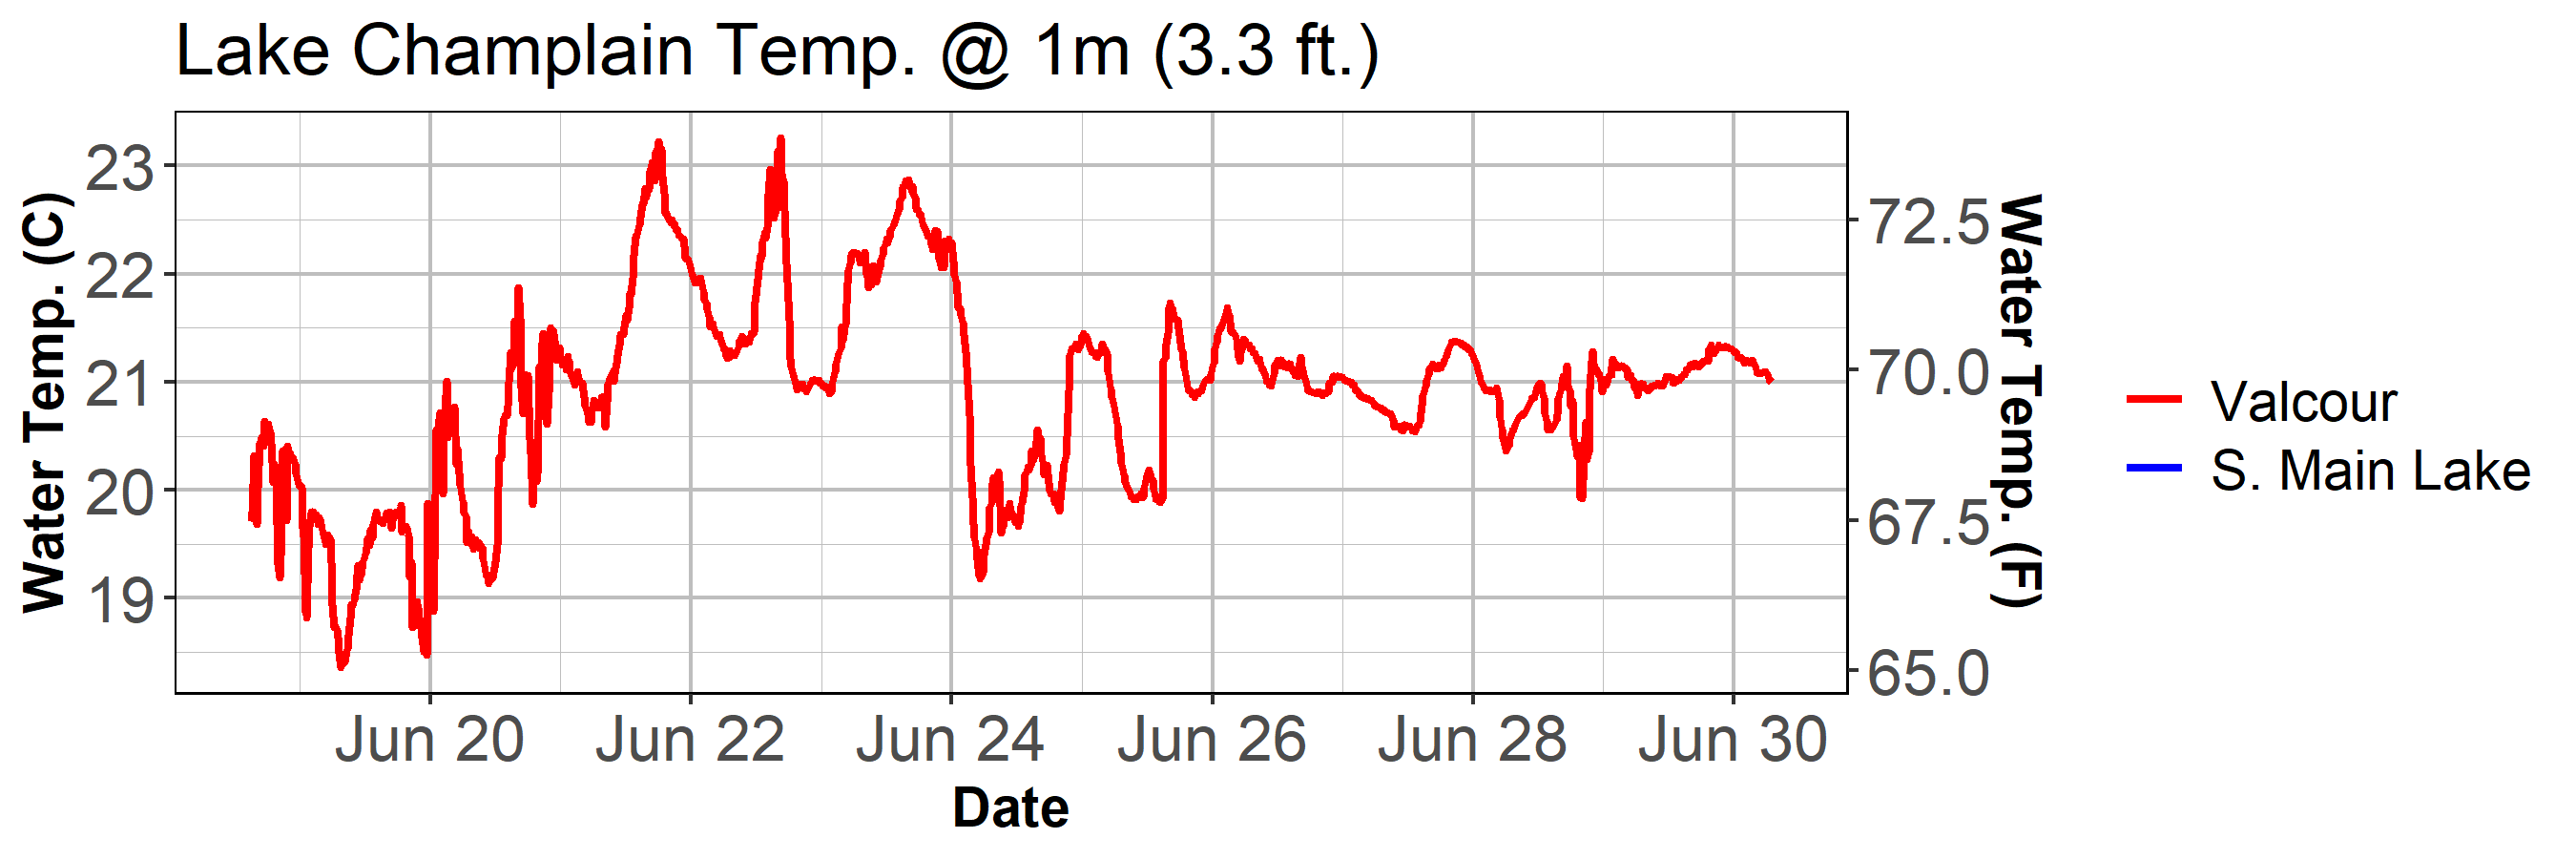 Lake Champlain Temp. @ 1m (3.3 ft.)
Water Temp. (C)
23
22
21
20
19
72.5
70.0
67.5
65.0
Water Temp. (F)
Jun 20
Jun 22
Jun 24
Jun 26
Jun 28
Jun 30
Date
Valcour
S. Main Lake